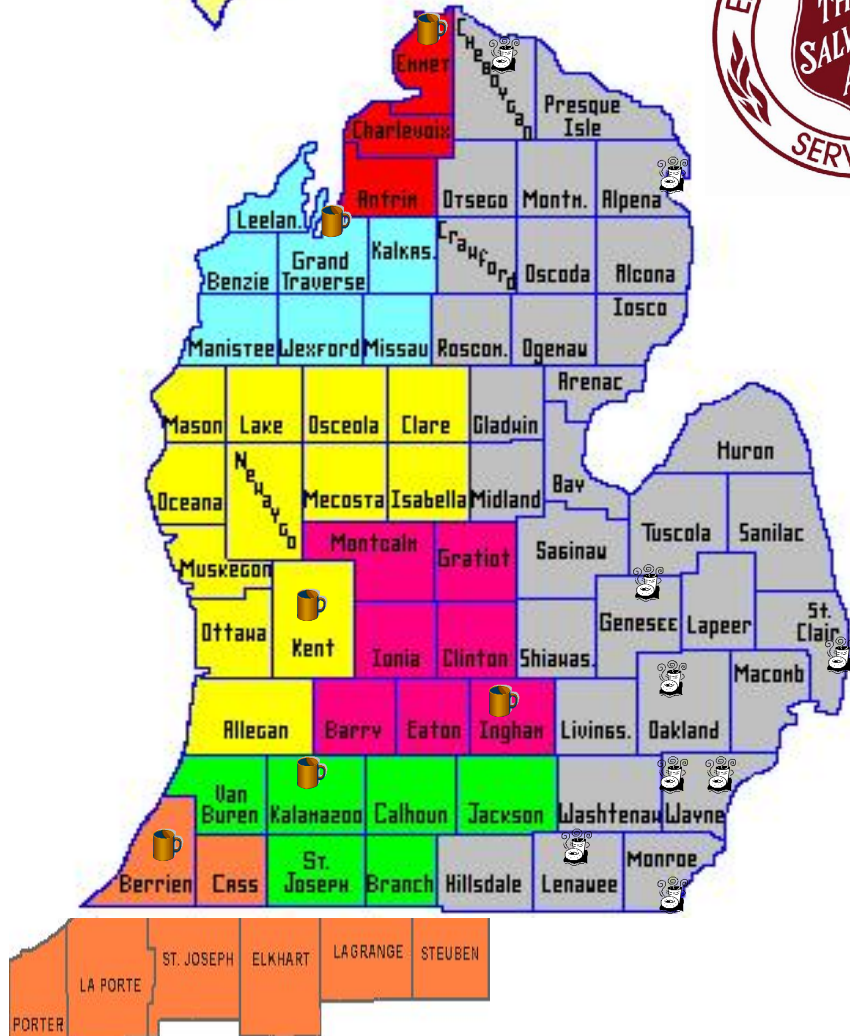 TH
SALV
A
E
SERV
Emmet
Cheboygan
Presque
Isle
Charlevoix
Antrim
Otsego
Montm.
Alpena
Leelan.
Grand
Traverse
Kalkas.
Crawford
Benzie
Oscoda
Alcona
Iosco
Manistee
Wexford
Missau
Roscom.
Ogemaw
Arenac
Mason
Lake
Osceola
Clare
Gladwin
Huron
Oceana
Newaygo
Mecosta
Isabella
Midland
Bay
Tuscola
Sanilac
Montcalm
Gratiot
Saginaw
Muskegon
Ottawa
Kent
Ionia
Clinton
Shiawas.
Genesee
Lapeer
St.
Clair
Macomb
Allegan
Barry
Eaton
Ingham
Livings.
Oakland
Van
Buren
Kalamazoo
Calhoun
Jackson
Washtenaw
Wayne
Berrien
Cass
St.
Joseph
Branch
Hillsdale
Lenawee
Monroe
PORTER
LA PORTE
ST. JOSEPH
ELKHART
LAGRANGE
STEUBEN